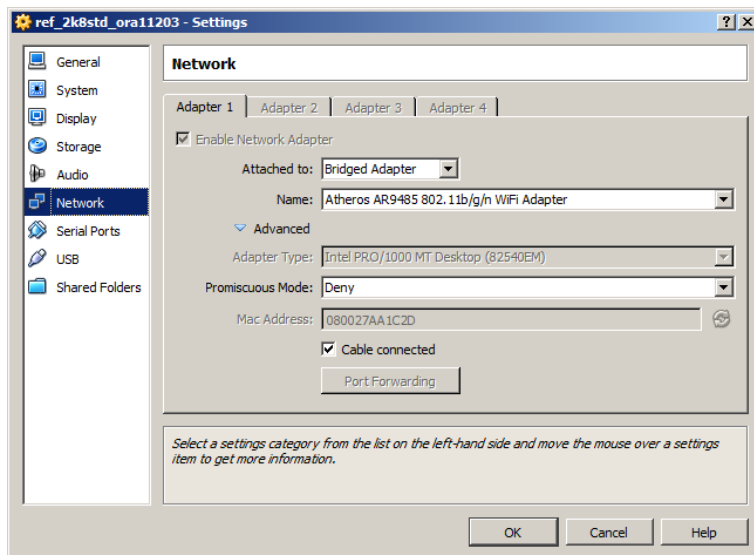 ref_2k8std_ora11203 - Settings
General
System
Display
Storage
Audio
Network
Serial Ports
USB
Shared Folders
Network
Adapter 1 Adapter 2 Adapter 3 Adapter 4
Enable Network Adapter
Attached to: Bridged Adapter
Name: Atheros AR9485 802.11b/g/n WiFi Adapter
Advanced
Adapter Type: Intel PRO/1000 MT Desktop (82540EM)
Promiscuous Mode: Deny
Mac Address: 080027AA1C2D
Cable connected
Port Forwarding
Select a settings category from the list on the left-hand side and move the mouse over a settings
item to get more information.
OK Cancel Help